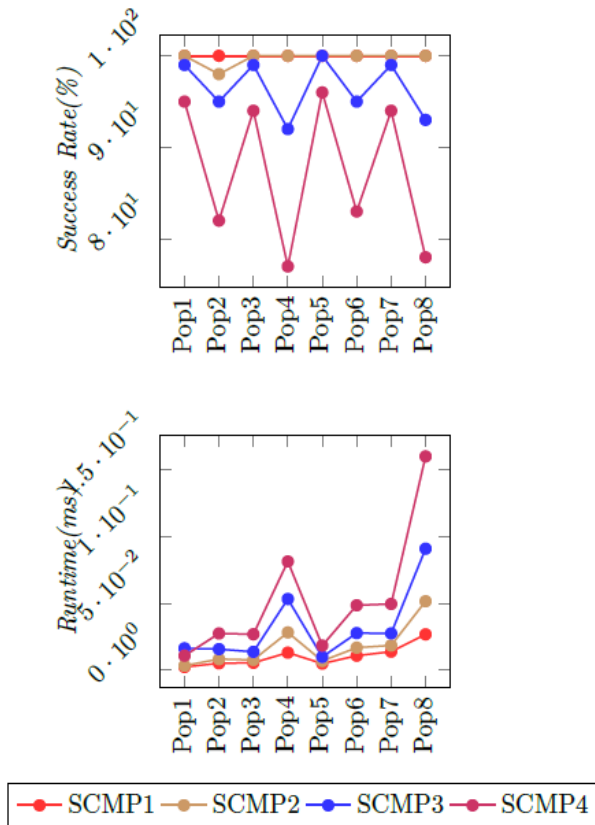 Success Rate(%)
1 · 10²
9 · 10¹
8 · 10¹
Pop1 Pop2 Pop3 Pop4 Pop5 Pop6 Pop7 Pop8
Runtime(ms)
.5 · 10⁻¹
1 · 10⁻¹
5 · 10⁻²
0 · 10⁰
Pop1 Pop2 Pop3 Pop4 Pop5 Pop6 Pop7 Pop8
SCMP1 SCMP2 SCMP3 SCMP4